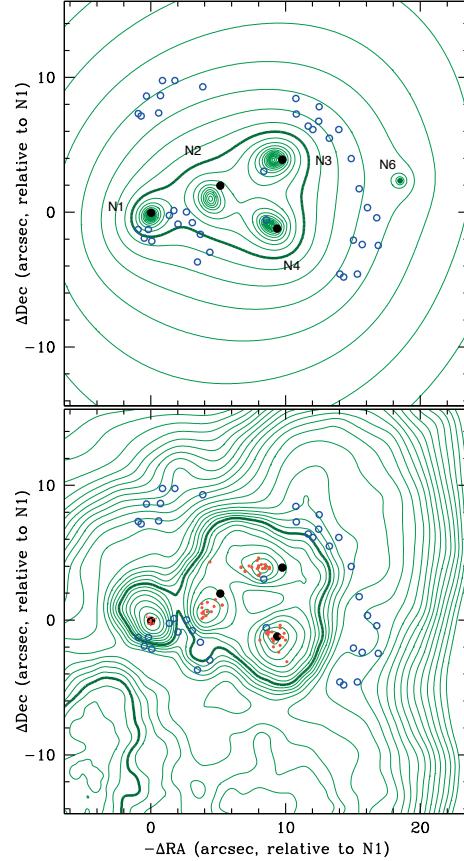 ΔDec (arcsec, relative to N1)
10
0
−10
N1
N2
N3
N4
N6
ΔDec (arcsec, relative to N1)
10
0
−10
0
10
20
−ΔRA (arcsec, relative to N1)